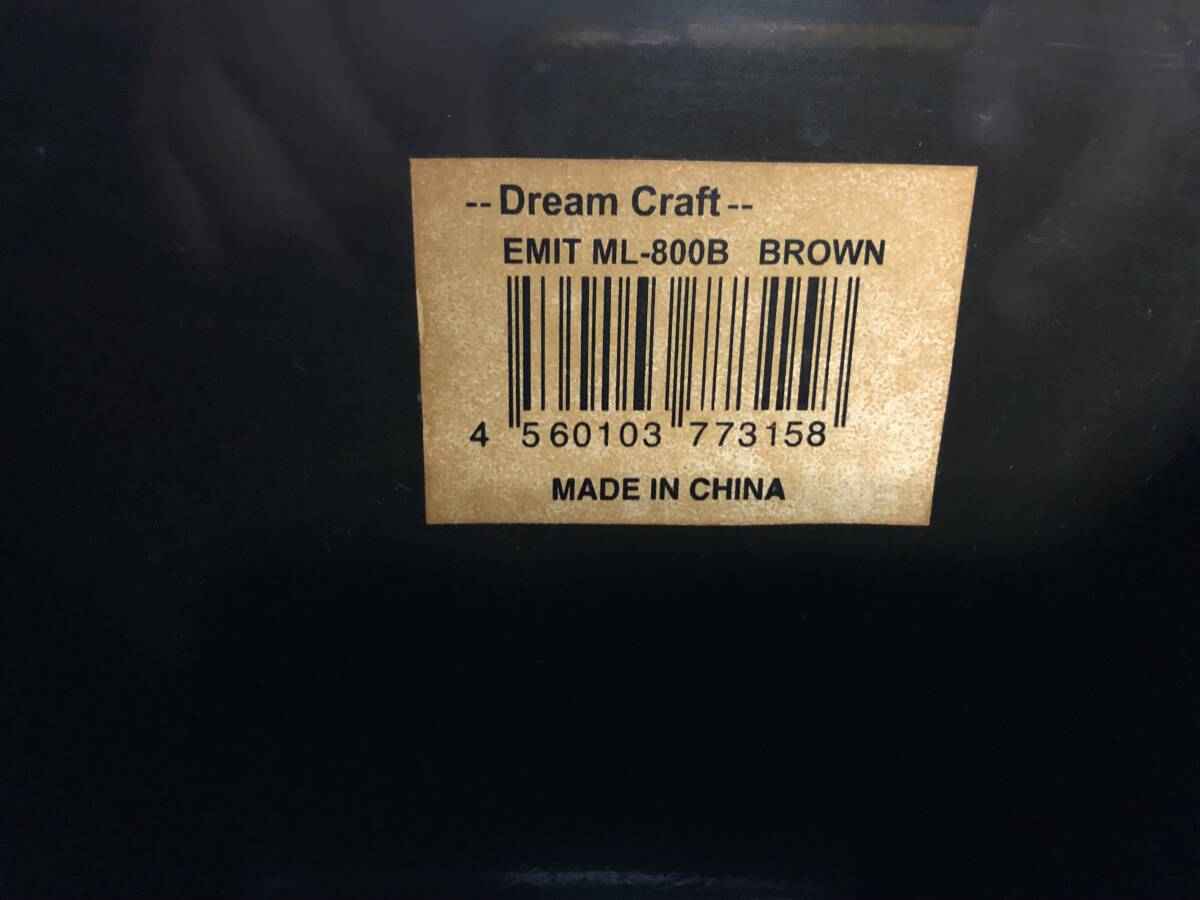 --Dream Craft--
EMIT ML-800B BROWN
4 560103 773158
MADE IN CHINA